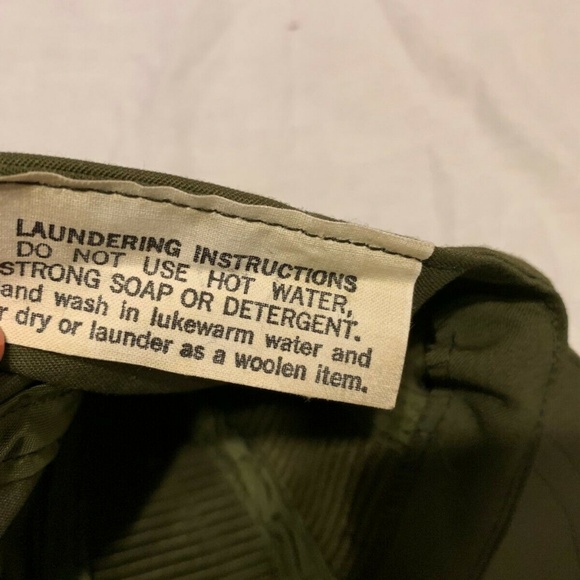 LAUNDERING INSTRUCTIONS
DO NOT USE HOT WATER,
STRONG SOAP OR DETERGENT.
and wash in lukewarm water and
r dry or launder as a woolen item.